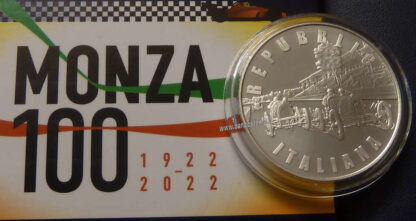 MONZA
100
1922
–
2022
REPUBBLICA
ITALIANA